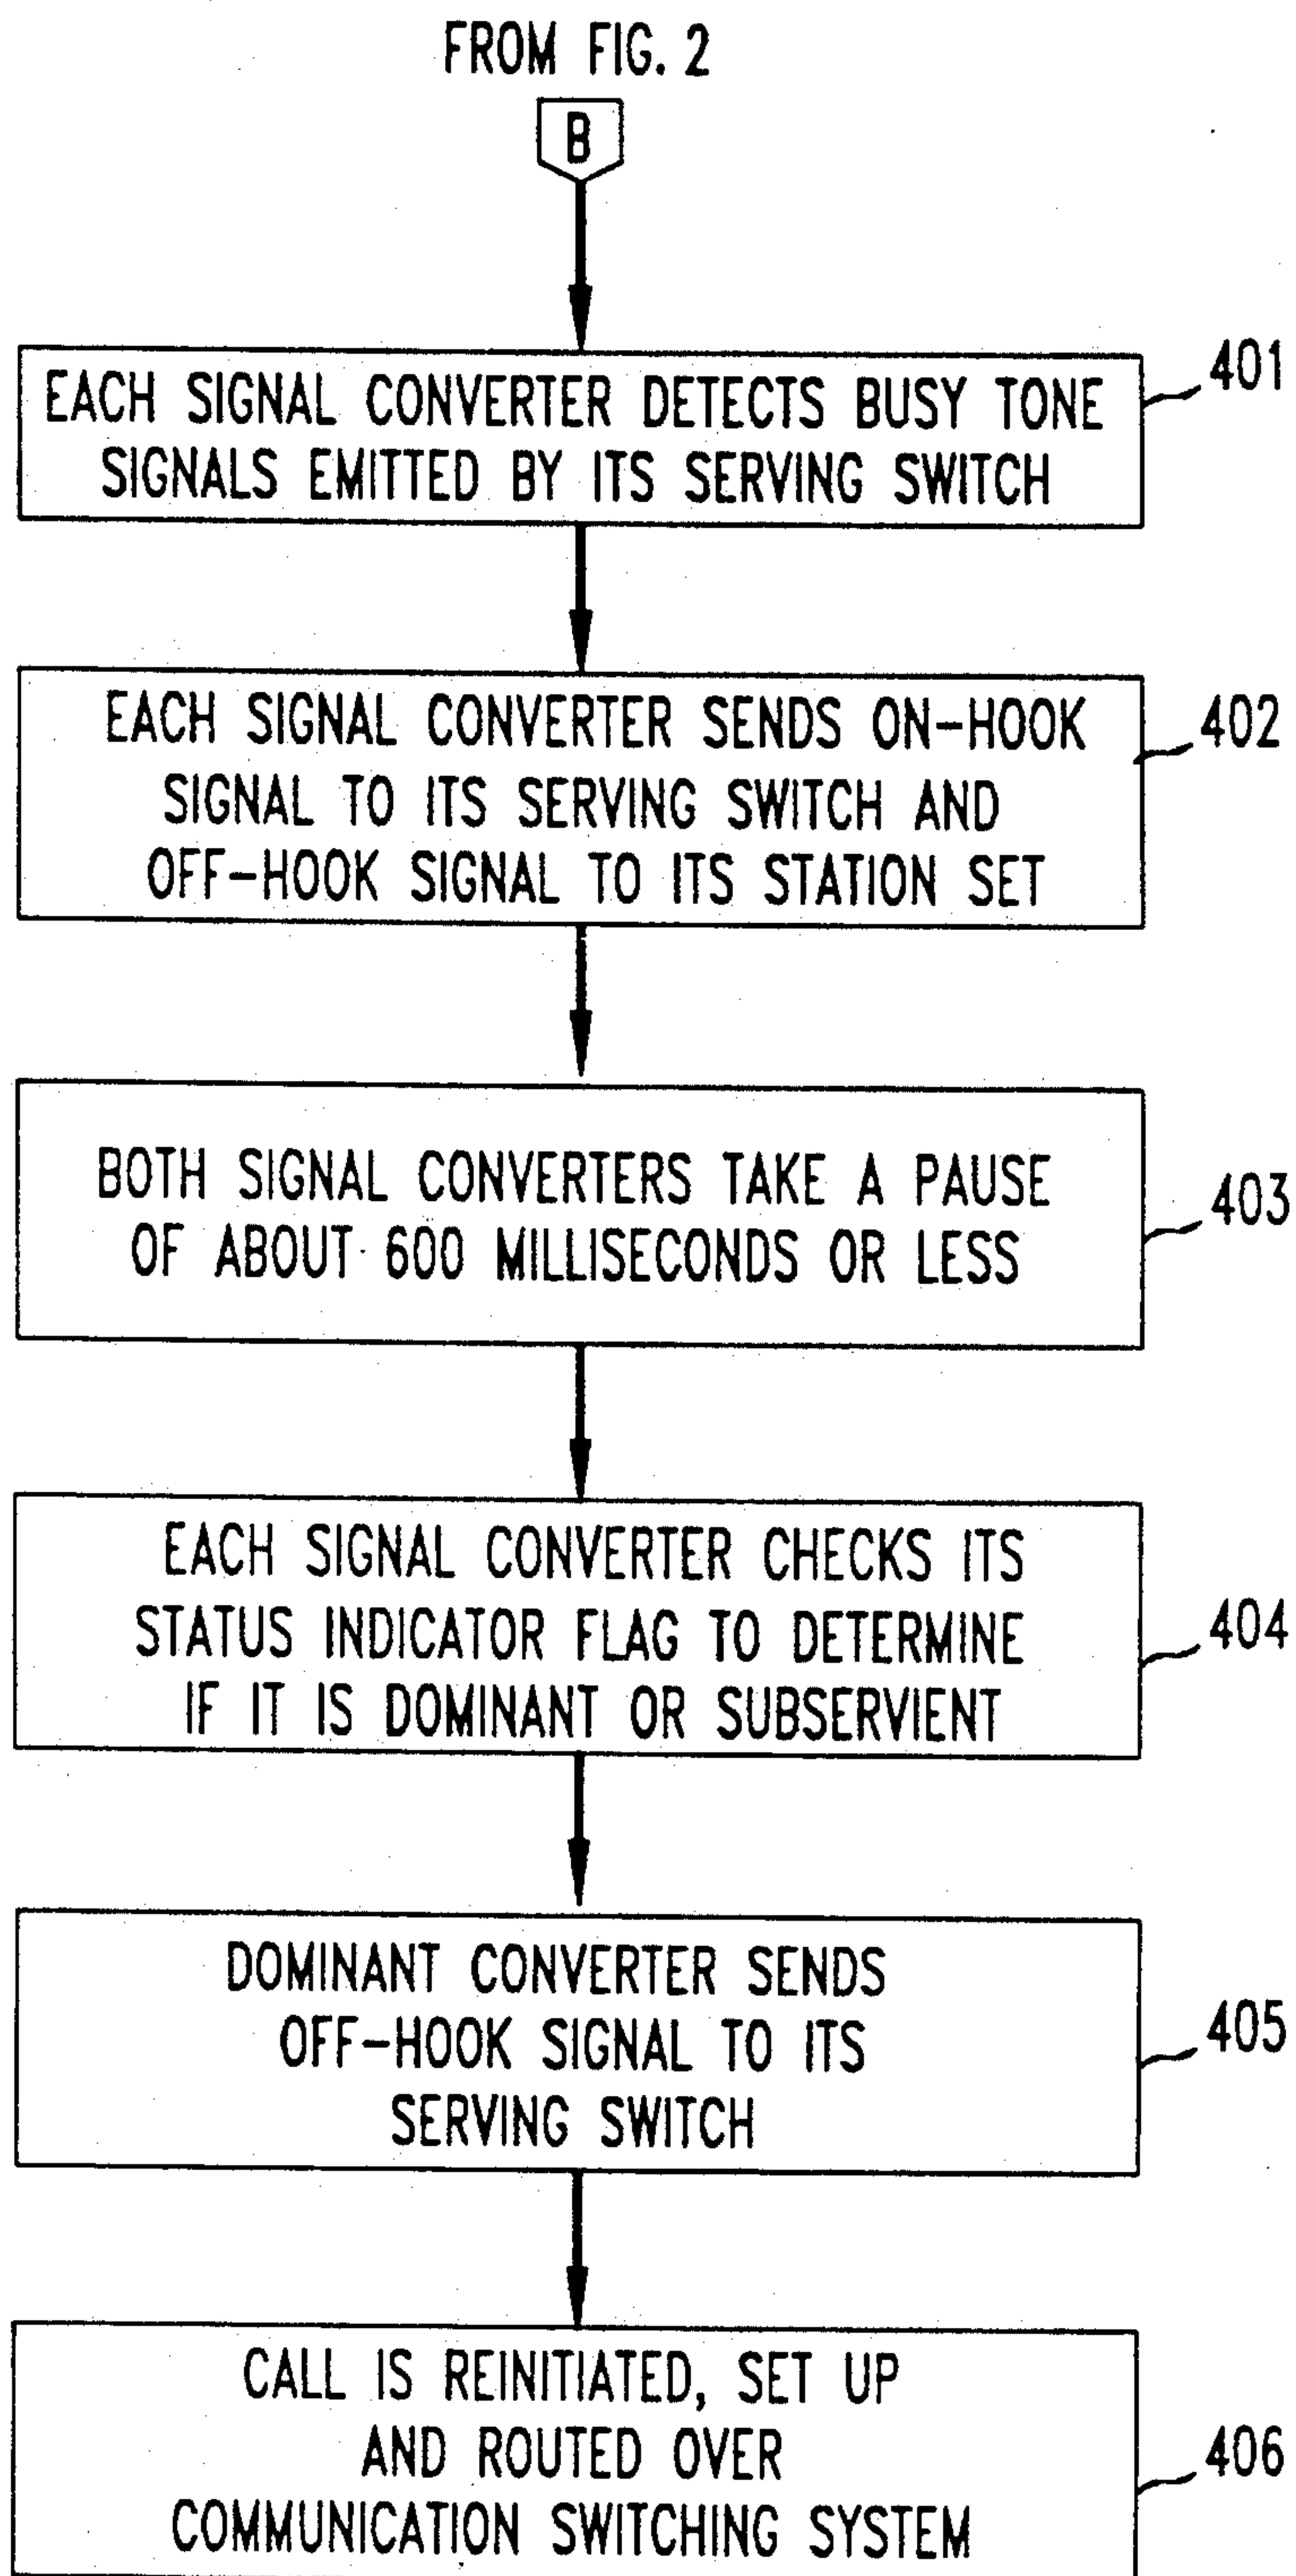 FROM FIG. 2
B
EACH SIGNAL CONVERTER DETECTS BUSY TONE
SIGNALS EMITTED BY ITS SERVING SWITCH
401
EACH SIGNAL CONVERTER SENDS ON-HOOK
SIGNAL TO ITS SERVING SWITCH AND
OFF-HOOK SIGNAL TO ITS STATION SET
402
BOTH SIGNAL CONVERTERS TAKE A PAUSE
OF ABOUT 600 MILLISECONDS OR LESS
403
EACH SIGNAL CONVERTER CHECKS ITS
STATUS INDICATOR FLAG TO DETERMINE
IF IT IS DOMINANT OR SUBSERVIENT
404
DOMINANT CONVERTER SENDS
OFF-HOOK SIGNAL TO ITS
SERVING SWITCH
405
CALL IS REINITIATED, SET UP
AND ROUTED OVER
COMMUNICATION SWITCHING SYSTEM
406